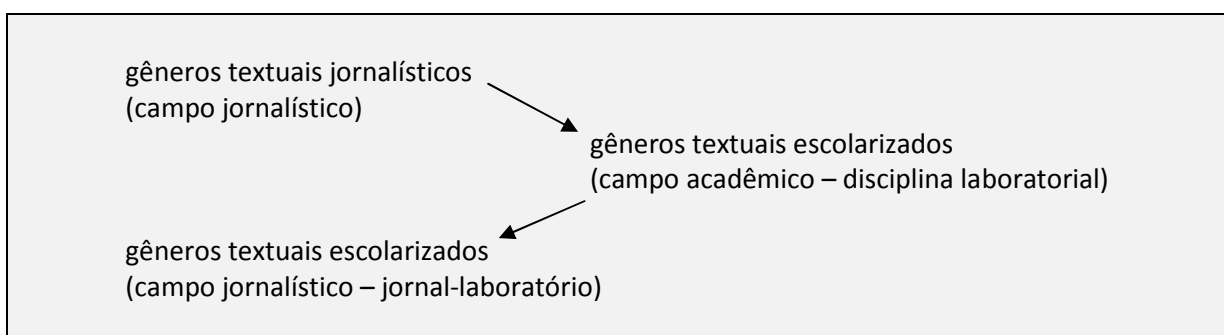 gêneros textuais jornalísticos
(campo jornalístico)
gêneros textuais escolarizados
(campo acadêmico – disciplina laboratorial)
gêneros textuais escolarizados
(campo jornalístico – jornal-laboratório)